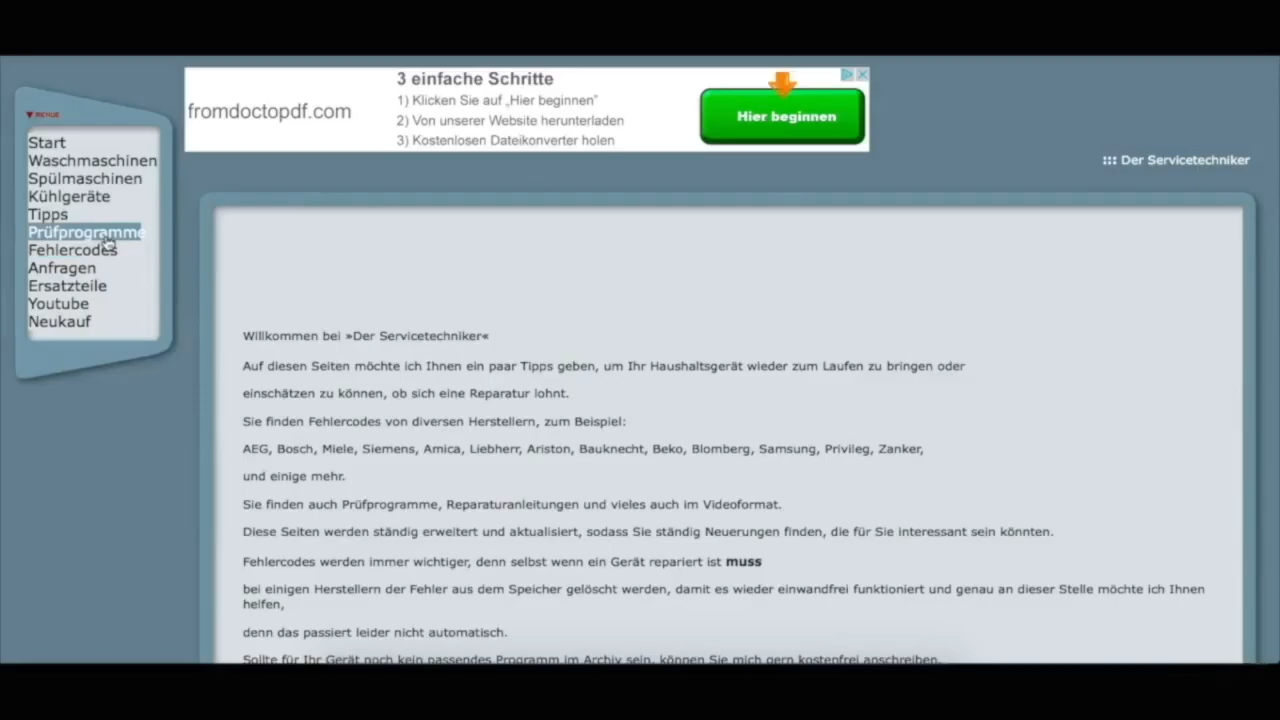 3 einfache Schritte
fromdoctopdf.com
1) Klicken Sie auf „Hier beginnen”
2) Von unserer Website herunterladen
3) Kostenlosen Dateikonverter holen
Hier beginnen
MENUE
Start
Waschmaschinen
Spülmaschinen
Kühlgeräte
Tipps
Prüfprogramme
Fehlercodes
Anfragen
Ersatzteile
Youtube
Neukauf
::: Der Servicetechniker
Willkommen bei »Der Servicetechniker«
Auf diesen Seiten möchte ich Ihnen ein paar Tipps geben, um Ihr Haushaltsgerät wieder zum Laufen zu bringen oder
einschätzen zu können, ob sich eine Reparatur lohnt.
Sie finden Fehlercodes von diversen Herstellern, zum Beispiel:
AEG, Bosch, Miele, Siemens, Amica, Liebherr, Ariston, Bauknecht, Beko, Blomberg, Samsung, Privileg, Zanker,
und einige mehr.
Sie finden auch Prüfprogramme, Reparaturanleitungen und vieles auch im Videoformat.
Diese Seiten werden ständig erweitert und aktualisiert, sodass Sie ständig Neuerungen finden, die für Sie interessant sein könnten.
Fehlercodes werden immer wichtiger, denn selbst wenn ein Gerät repariert ist muss
bei einigen Herstellern der Fehler aus dem Speicher gelöscht werden, damit es wieder einwandfrei funktioniert und genau an dieser Stelle möchte ich Ihnen
helfen,
denn das passiert leider nicht automatisch.
Sollte für Ihr Gerät noch kein passendes Programm im Archiv sein, können Sie mich gern kostenfrei anschreiben.